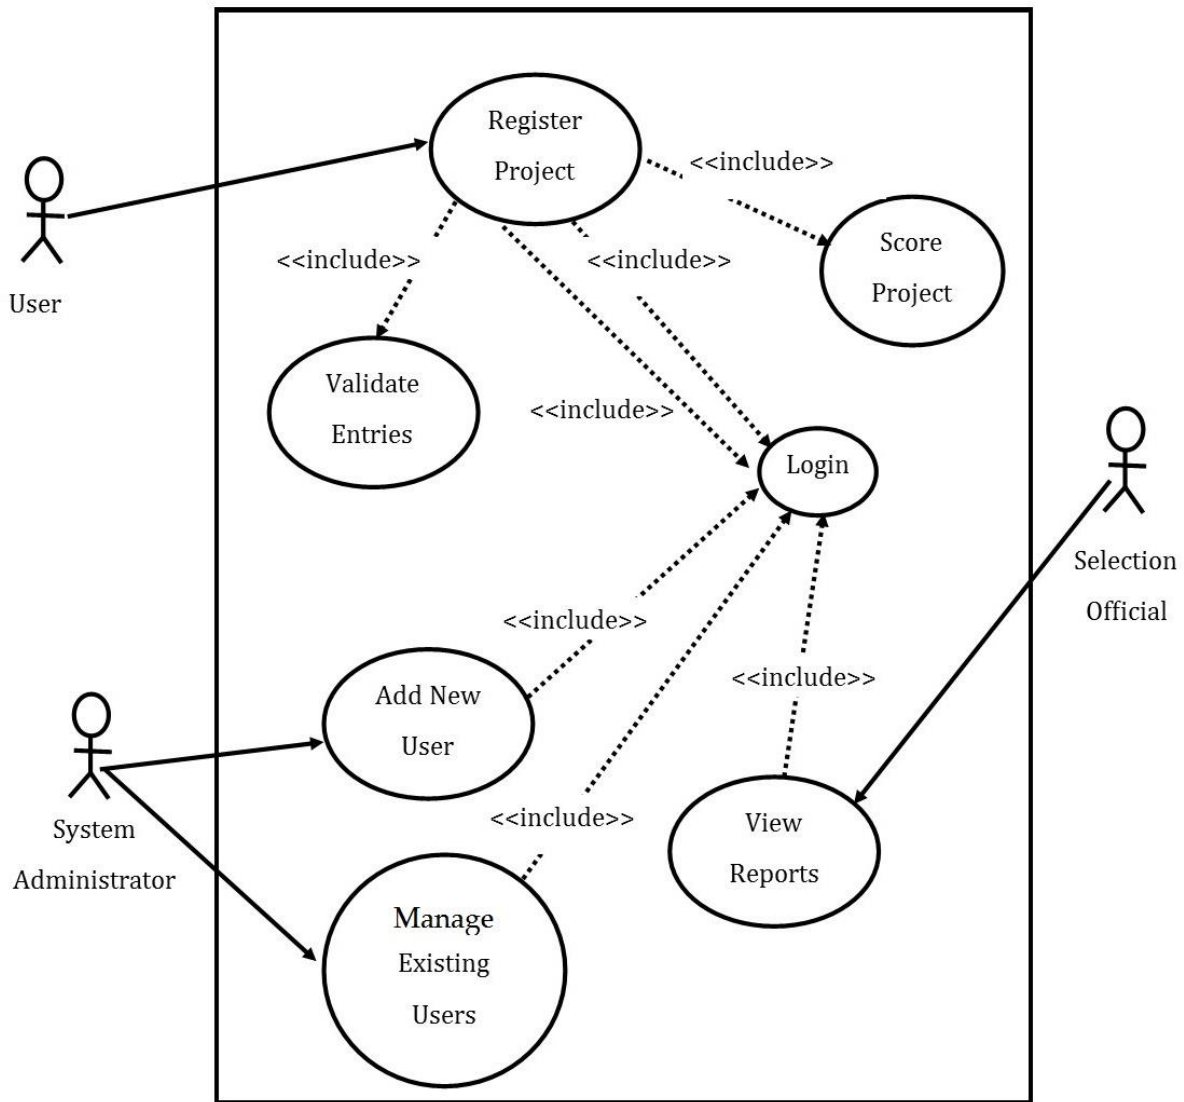 Register
Project
<<include>>
Score
Project
User
<<include>>
<<include>>
Validate
Entries
<<include>>
Login
Selection
Official
<<include>>
<<include>>
Add New
User
System
Administrator
<<include>>
View
Reports
Manage
Existing
Users